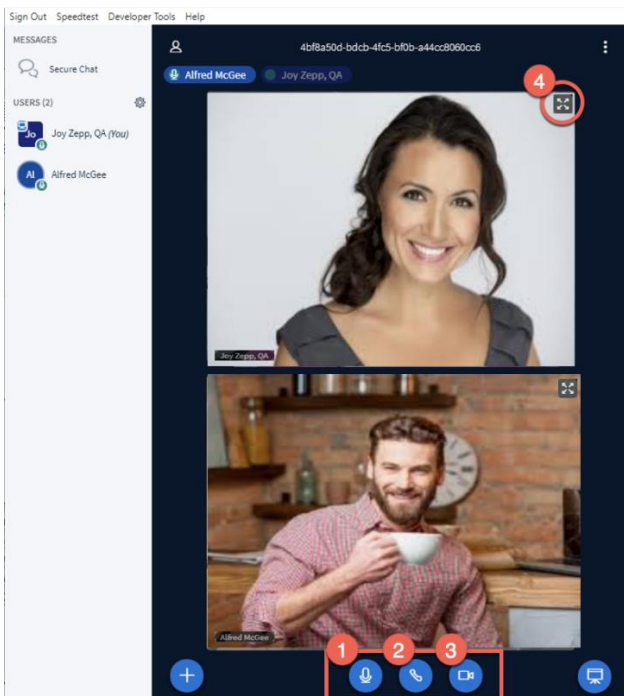 Sign Out Speedtest Developer Tools Help
MESSAGES
Secure Chat
USERS (2)
Jo
Joy Zepp, QA (You)
Al
Alfred McGee
4bf8a50d-bdcb-4fc5-bf0b-a44cc8060cc6
Alfred McGee
Joy Zepp, QA
4
Joy Zepp, QA
Alfred McGee
1 2 3